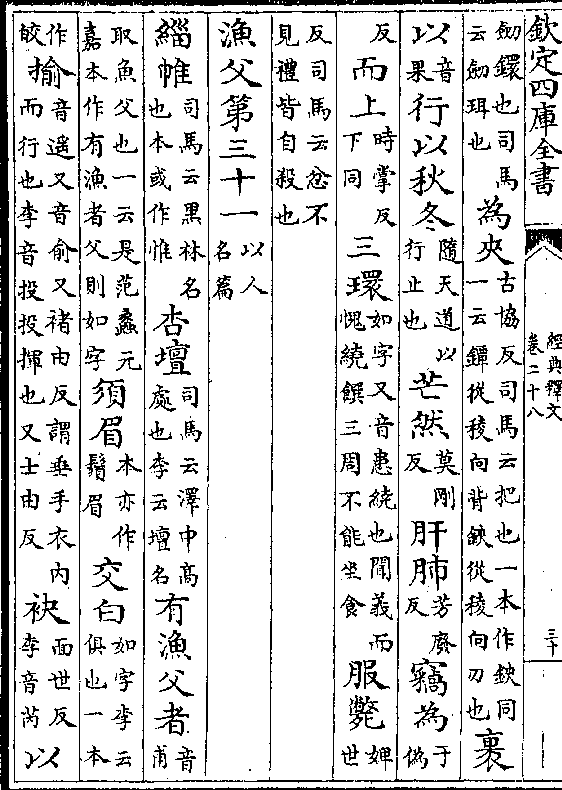 欽定四庫全書
經典釋文
卷二十八
三十
劒鐶也司馬云劒珥也為夾古協反司馬云把也一本作鋏同一云鐔從稜向背鋏從稜向刃也裹
以音果行以秋冬隨天道以行止也芒然莫剛反肝肺芳廢反竊為于偽
反而上時掌反下同三環如字又音患繞也聞義而愧繞饌三周不能坐食服斃婢世
反司馬云忿不見禮皆自殺也
漁父第三十一以人名篇
緇帷司馬云黑林名也本或作惟杏壇司馬云澤中高處也李云壇名有漁父者音甫
取魚父也一云是范蠡元嘉本作有漁者父則如字須眉本亦作鬚眉交白如字李云俱也一本
作皎揄音遥又音俞又褚由反謂垂手衣内而行也李音投投揮也又士由反袂面世反李音芮以